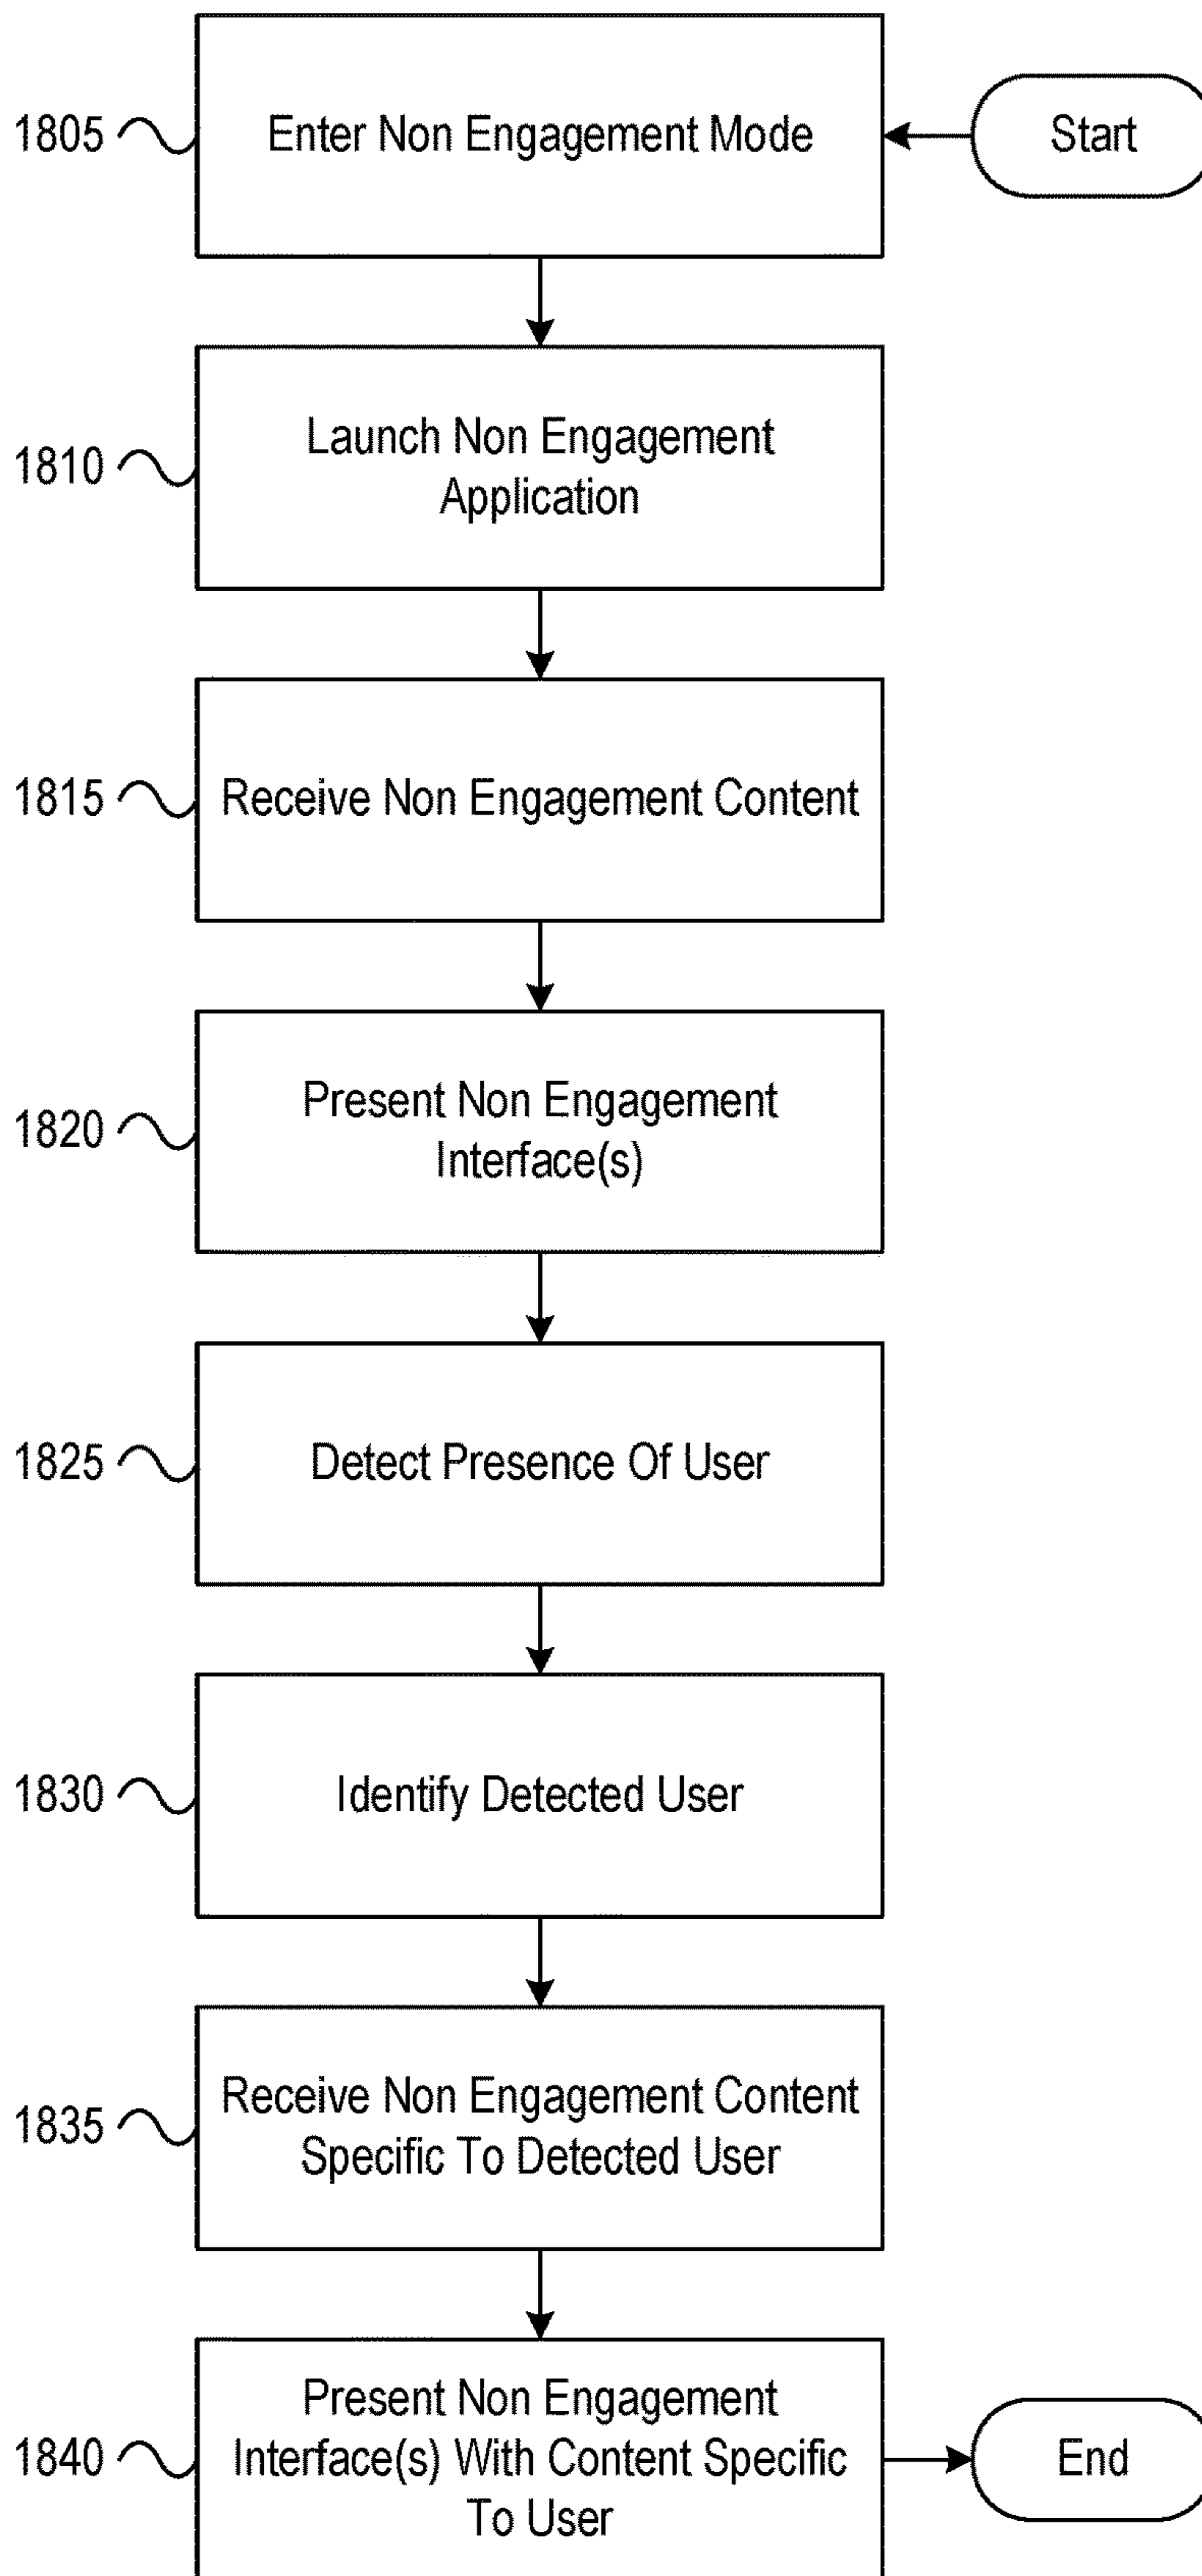 1805
Enter Non Engagement Mode
Start
1810
Launch Non Engagement
Application
1815
Receive Non Engagement Content
1820
Present Non Engagement
Interface(s)
1825
Detect Presence Of User
1830
Identify Detected User
1835
Receive Non Engagement Content
Specific To Detected User
1840
Present Non Engagement
Interface(s) With Content Specific
To User
End